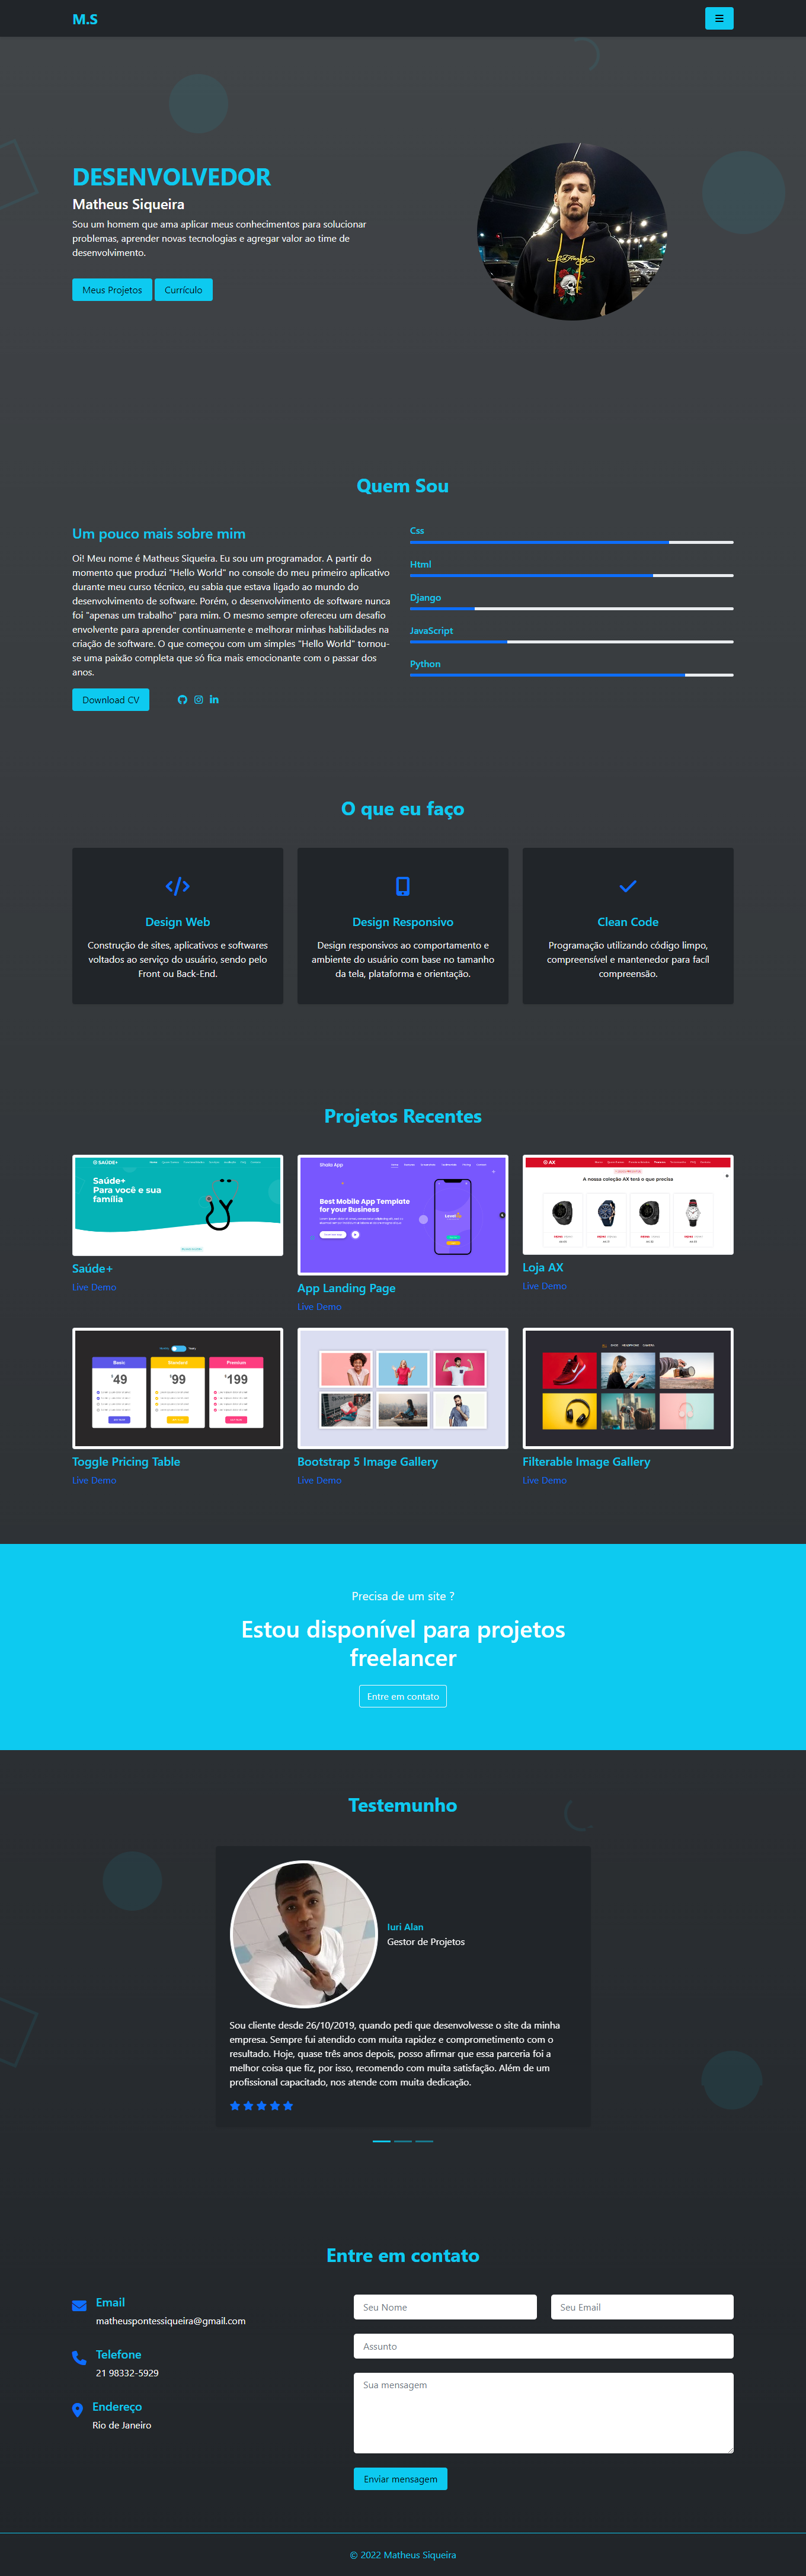 M.S
DESENVOLVEDOR
Matheus Siqueira
Sou um homem que ama aplicar meus conhecimentos para solucionar
problemas, aprender novas tecnologias e agregar valor ao time de
desenvolvimento.
Meus Projetos
Currículo
Quem Sou
Um pouco mais sobre mim
Oi! Meu nome é Matheus Siqueira. Eu sou um programador. A partír do
momento que produzi "Hello World" no console do meu primeiro aplicativo
durante meu curso técnico, eu sabia que estava ligado ao mundo do
desenvolvimento de software. Porém, o desenvolvimento de software nunca
foi "apenas um trabalho" para mim. O mesmo sempre ofereceu um desafio
envolvente para aprender continuamente e melhorar minhas habilidades na
criação de software. O que começou com um simples "Hello World" tornou-
se uma paixão completa que só fica mais emocionante com o passar dos
anos.
Download CV
Css
Html
Django
JavaScript
Python
O que eu faço
Design Web
Construção de sites, aplicativos e softwares
voltados ao serviço do usuário, sendo pelo
Front ou Back-End.
Design Responsivo
Design responsivos ao comportamento e
ambiente do usuário com base no tamanho
da tela, plataforma e orientação.
Clean Code
Programação utilizando código limpo,
compreensível e mantenedor para facíl
compreensão.
Projetos Recentes
SAÚDE+
Saúde+
Para você e sua
família
Saúde+
Live Demo
Best Mobile App Template
for your Business
App Landing Page
Live Demo
AX
A nossa coleção AX terá o que precisa
Loja AX
Live Demo
Basic
$49
Standard
$99
Premium
$199
Toggle Pricing Table
Live Demo
Bootstrap 5 Image Gallery
Live Demo
Filterable Image Gallery
Live Demo
Precisa de um site ?
Estou disponível para projetos
freelancer
Entre em contato
Testemunho
Iuri Alan
Gestor de Projetos
Sou cliente desde 26/10/2019, quando pedi que desenvolvesse o site da minha
empresa. Sempre fui atendido com muita rapidez e comprometimento com o
resultado. Hoje, quase três anos depois, posso afirmar que essa parceria foi a
melhor coisa que fiz, por isso, recomendo com muita satisfação. Além de um
profissional capacitado, nos atende com muita dedicação.
Entre em contato
Email
matheuspontessiqueira@gmail.com
Telefone
21 98332-5929
Endereço
Rio de Janeiro
Seu Nome
Seu Email
Assunto
Sua mensagem
Enviar mensagem
© 2022 Matheus Siqueira